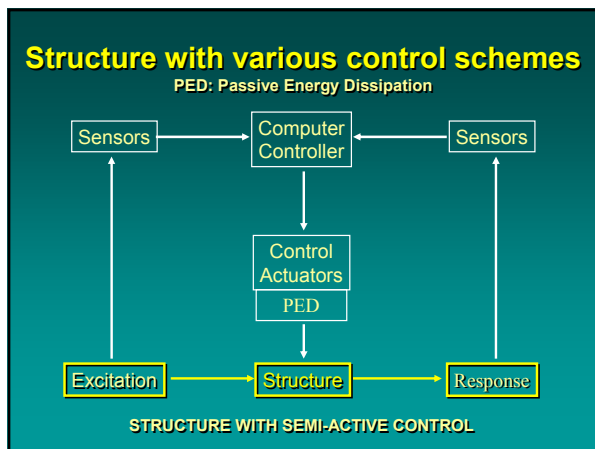 Structure with various control schemes
PED: Passive Energy Dissipation
Sensors
Computer
Controller
Sensors
Control
Actuators
PED
Excitation
Structure
Response
STRUCTURE WITH SEMI-ACTIVE CONTROL